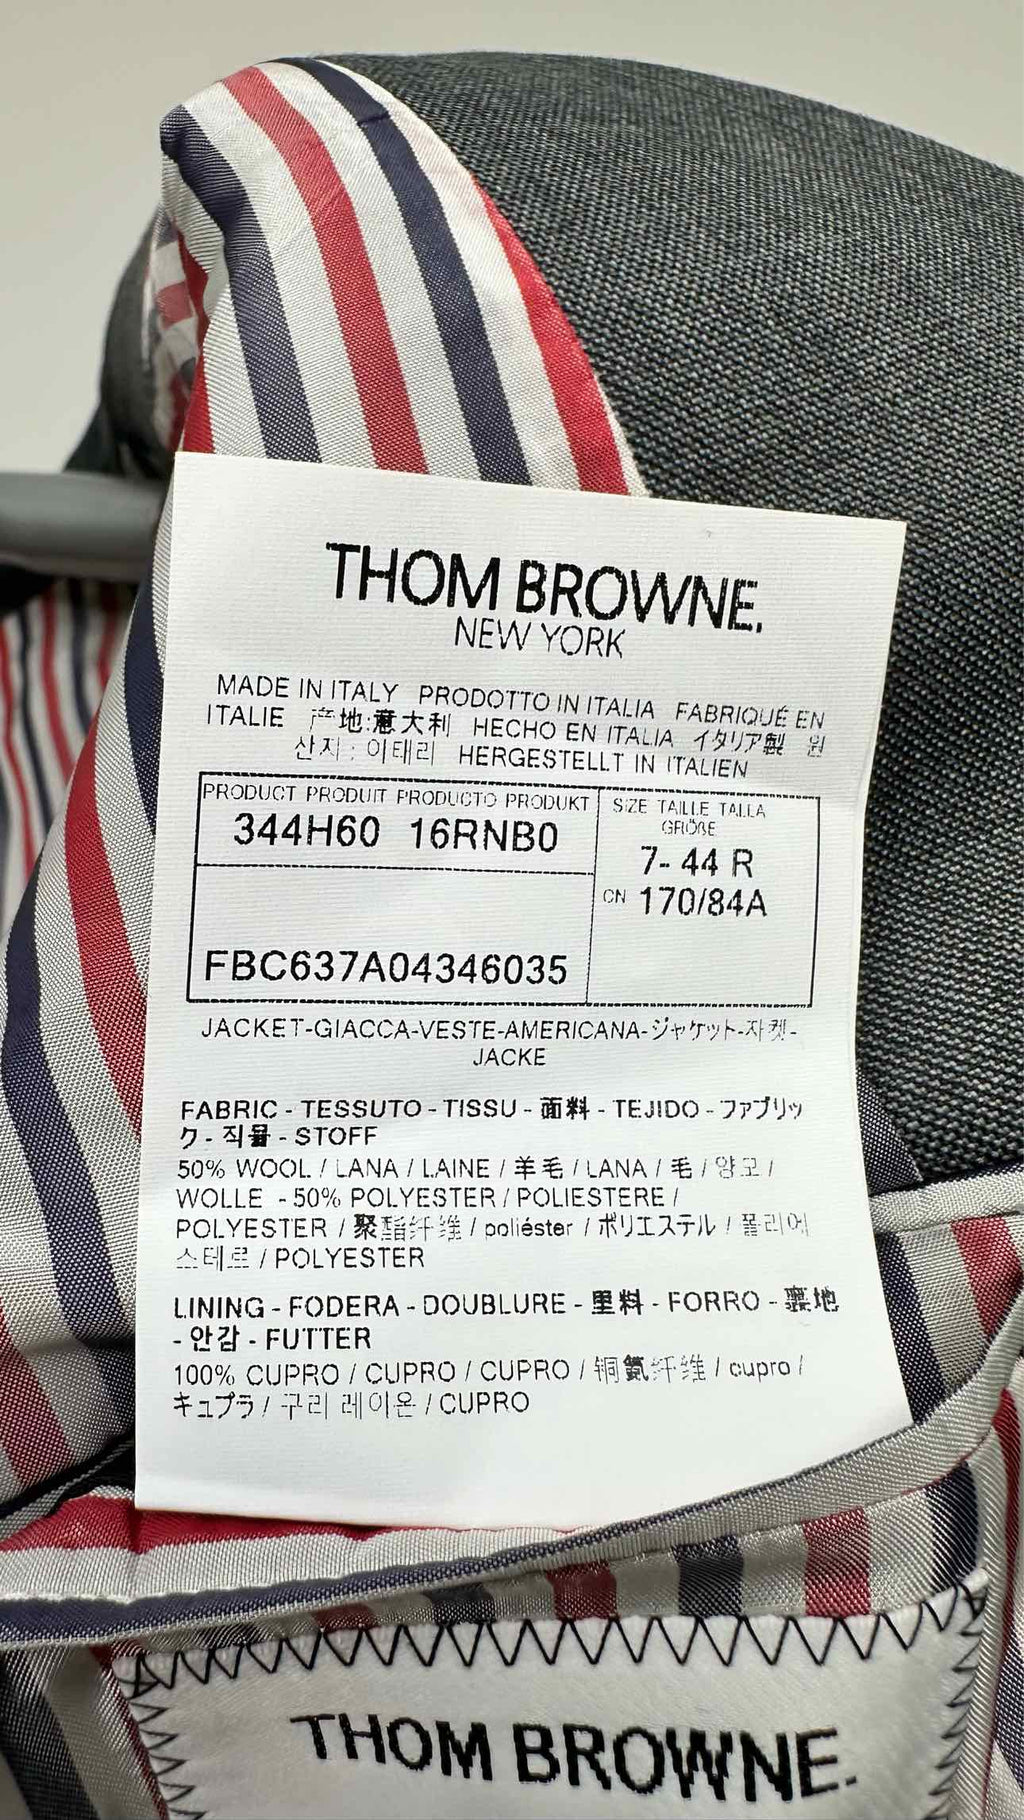 THOM BROWNE.
NEW YORK
MADE IN ITALY PRODOTTO IN ITALIA FABRIQUÉ EN
ITALIE 产地:意大利 HECHO EN ITALIA イタリア製 원
산지 : 이태리 HERGESTELLT IN ITALIEN
PRODUCT PRODUIT PRODUCTO PRODUKT
344H60 16RNB0
SIZE TAILLE TALLA
GRÖßE
7- 44 R
CN 170/84A
FBC637A04346035
JACKET-GIACCA-VESTE-AMERICANA-ジャケット-자켓-
JACKE
FABRIC - TESSUTO - TISSU - 面料 - TEJIDO - ファブリッ
ク - 직물 - STOFF
50% WOOL / LANA / LAINE / 羊毛 / LANA / 毛 / 양모 /
WOLLE - 50% POLYESTER / POLIESTERE /
POLYESTER / 聚酯纤维 / poliéster / ポリエステル / 폴리에
스테르 / POLYESTER
LINING - FODERA - DOUBLURE - 里料 - FORRO - 裏地
- 안감 - FUTTER
100% CUPRO / CUPRO / CUPRO / 铜氨纤维 / cupro /
キュプラ / 구리 레이온 / CUPRO
THOM BROWNE.